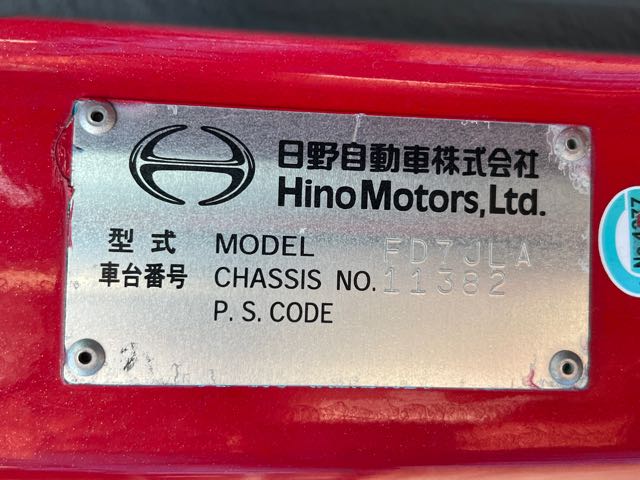 日野自動車株式会社
Hino Motors, Ltd.
型式 MODEL FD7JLA
車台番号 CHASSIS NO. 11382
P. S. CODE